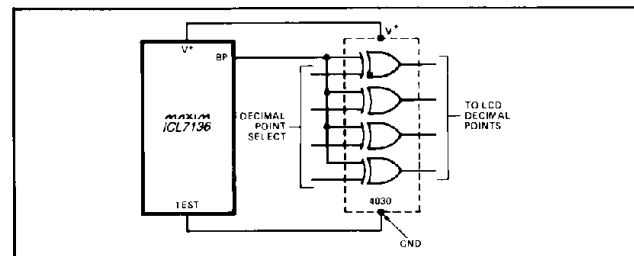 V+
V+
BP
MAXIM
ICL7136
DECIMAL
POINT
SELECT
TO LCD
DECIMAL
POINTS
TEST
4030
GND